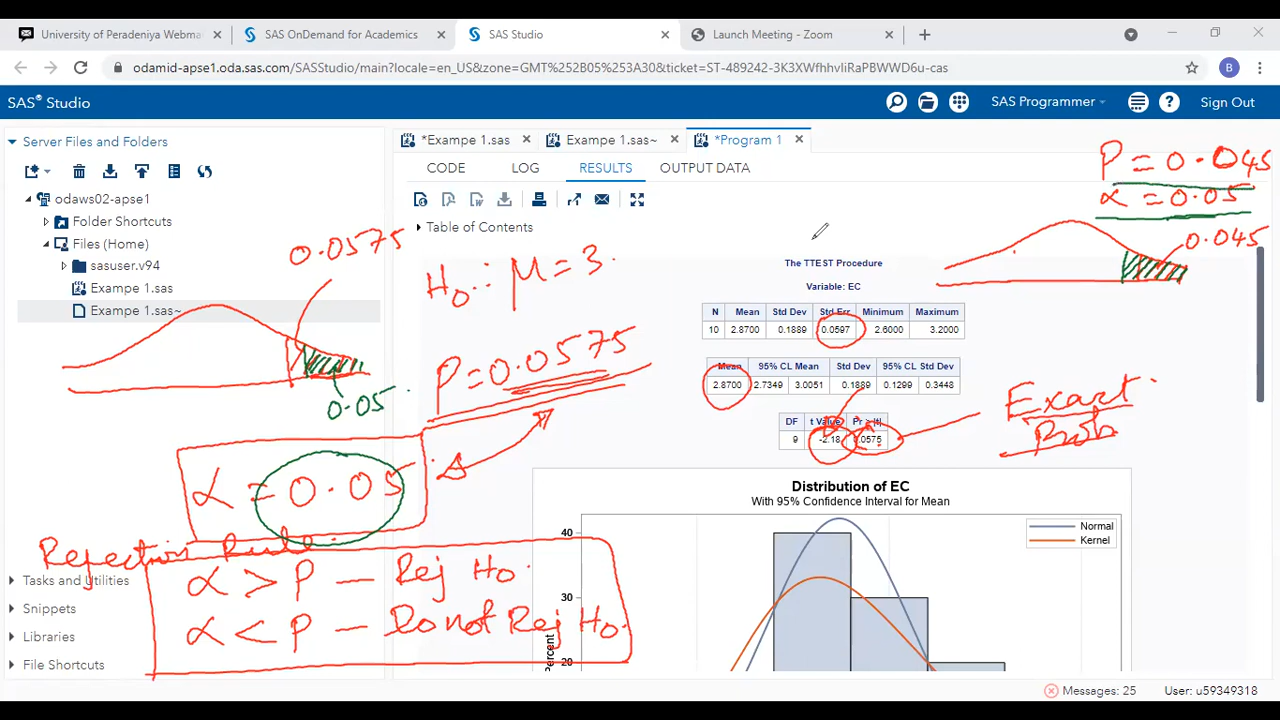 University of Peradeniya Webma
SAS OnDemand for Academics
SAS Studio
Launch Meeting - Zoom
odamid-apse1.oda.sas.com/SASStudio/main?locale=en_US&zone=GMT%252B05%253A30&ticket=ST-489242-3K3XWfhhvIiRaPBWWD6u-cas
B
SAS® Studio
SAS Programmer
Sign Out
Server Files and Folders
odaws02-apse1
Folder Shortcuts
Files (Home)
sasuser.v94
Exampe 1.sas
Exampe 1.sas~
Tasks and Utilities
Snippets
Libraries
File Shortcuts
*Exampe 1.sas
Exampe 1.sas~
*Program 1
CODE LOG RESULTS OUTPUT DATA
Table of Contents
P = 0.045
α = 0.05
0.045
0.0575
0.05
H₀: μ = 3
P = 0.0575
α = 0.05
Rejection Rule
α > P — Rej H₀
α < P — Do not Rej H₀
The TTEST Procedure
Variable: EC
N Mean Std Dev Std Err Minimum Maximum
10 2.8700 0.1889 0.0597 2.6000 3.2000
Mean 95% CL Mean Std Dev 95% CL Std Dev
2.8700 2.7349 3.0051 0.1889 0.1299 0.3448
DF t Value Pr > |t|
9 -2.18 0.0575
Exact
Prob
Distribution of EC
With 95% Confidence Interval for Mean
Normal
Kernel
40
30
20
Percent
Messages: 25 User: u59349318